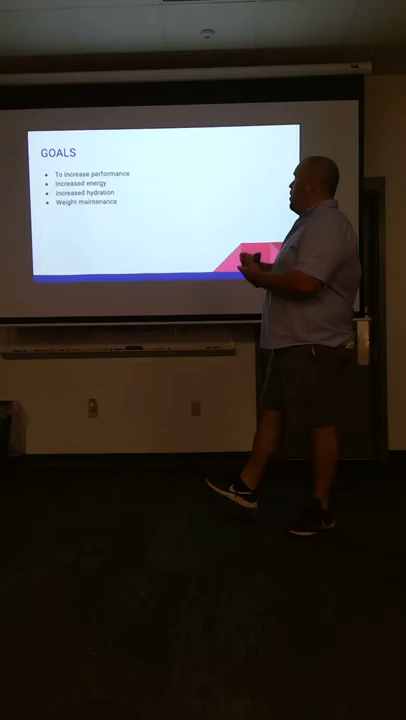 GOALS
To increase performance
Increased energy
Increased hydration
Weight maintenance